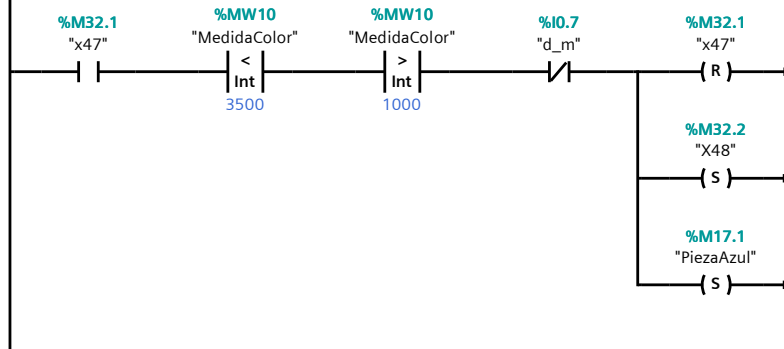 %M32.1
"x47"
%MW10
"MedidaColor"
<
Int
3500
%MW10
"MedidaColor"
>
Int
1000
%I0.7
"d_m"
%M32.1
"x47"
R
%M32.2
"X48"
S
%M17.1
"PiezaAzul"
S